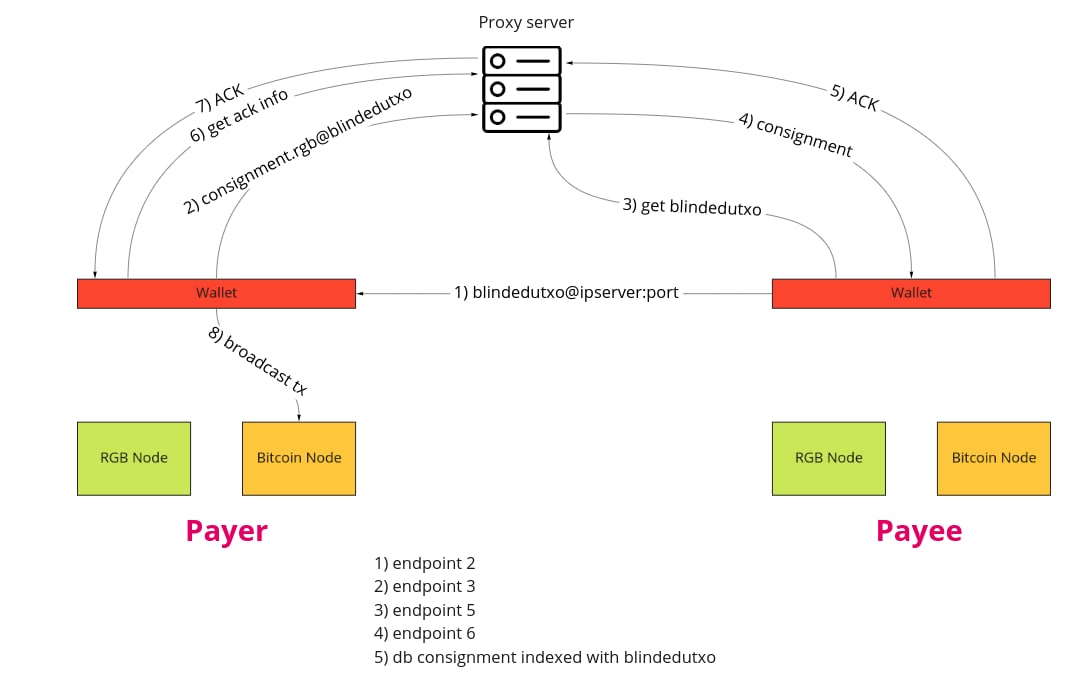 Proxy server
7) ACK
6) get ack info
2) consignment.rgb@blindedutxo
5) ACK
4) consignment
3) get blindedutxo
Wallet
1) blindedutxo@ipserver:port
Wallet
8) broadcast tx
RGB Node
Bitcoin Node
RGB Node
Bitcoin Node
Payer
Payee
1) endpoint 2
2) endpoint 3
3) endpoint 5
4) endpoint 6
5) db consignment indexed with blindedutxo